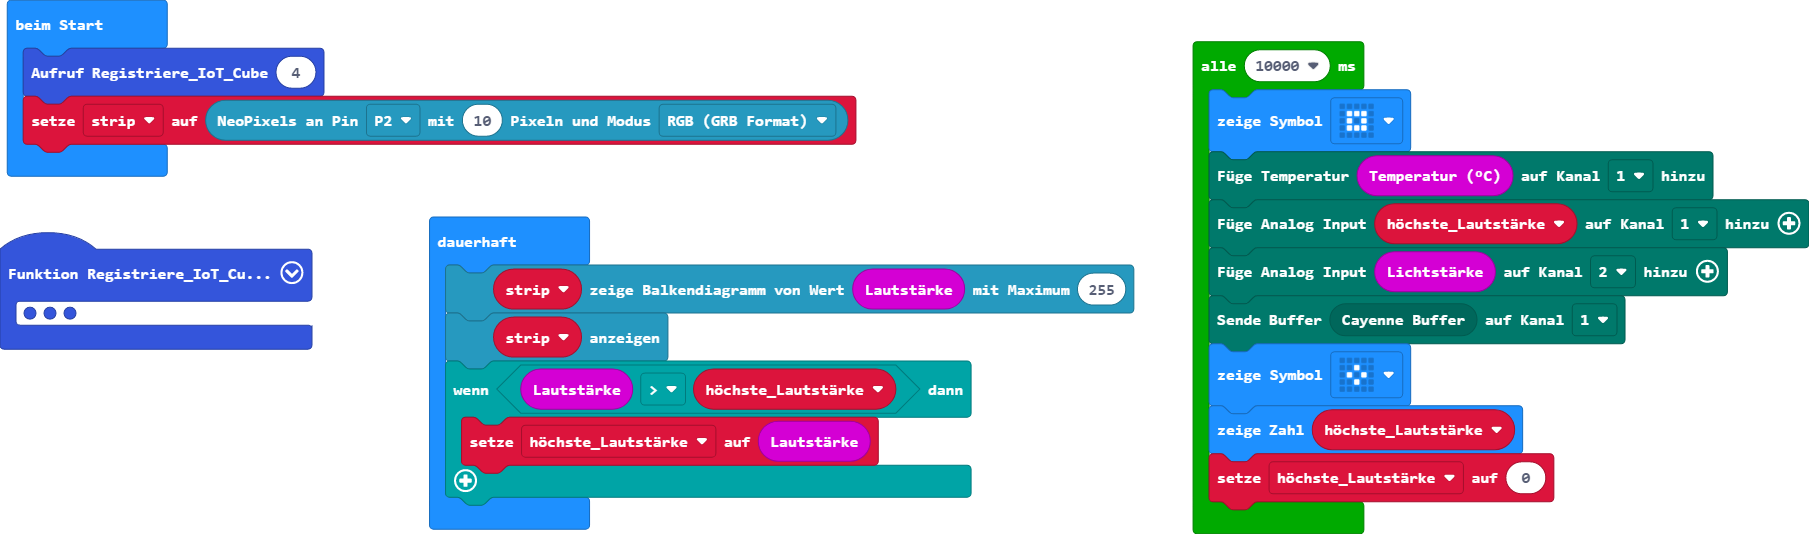 beim Start
Aufruf Registriere_IoT_Cube 4
setze strip auf NeoPixels an Pin P2 mit 10 Pixeln und Modus RGB (GRB Format)
Funktion Registriere_IoT_Cu...
dauerhaft
strip zeige Balkendiagramm von Wert Lautstärke mit Maximum 255
strip anzeigen
wenn Lautstärke > höchste_Lautstärke dann
setze höchste_Lautstärke auf Lautstärke
alle 10000 ms
zeige Symbol
Füge Temperatur Temperatur (ºC) auf Kanal 1 hinzu
Füge Analog Input höchste_Lautstärke auf Kanal 1 hinzu
Füge Analog Input Lichtstärke auf Kanal 2 hinzu
Sende Buffer Cayenne Buffer auf Kanal 1
zeige Symbol
zeige Zahl höchste_Lautstärke
setze höchste_Lautstärke auf 0